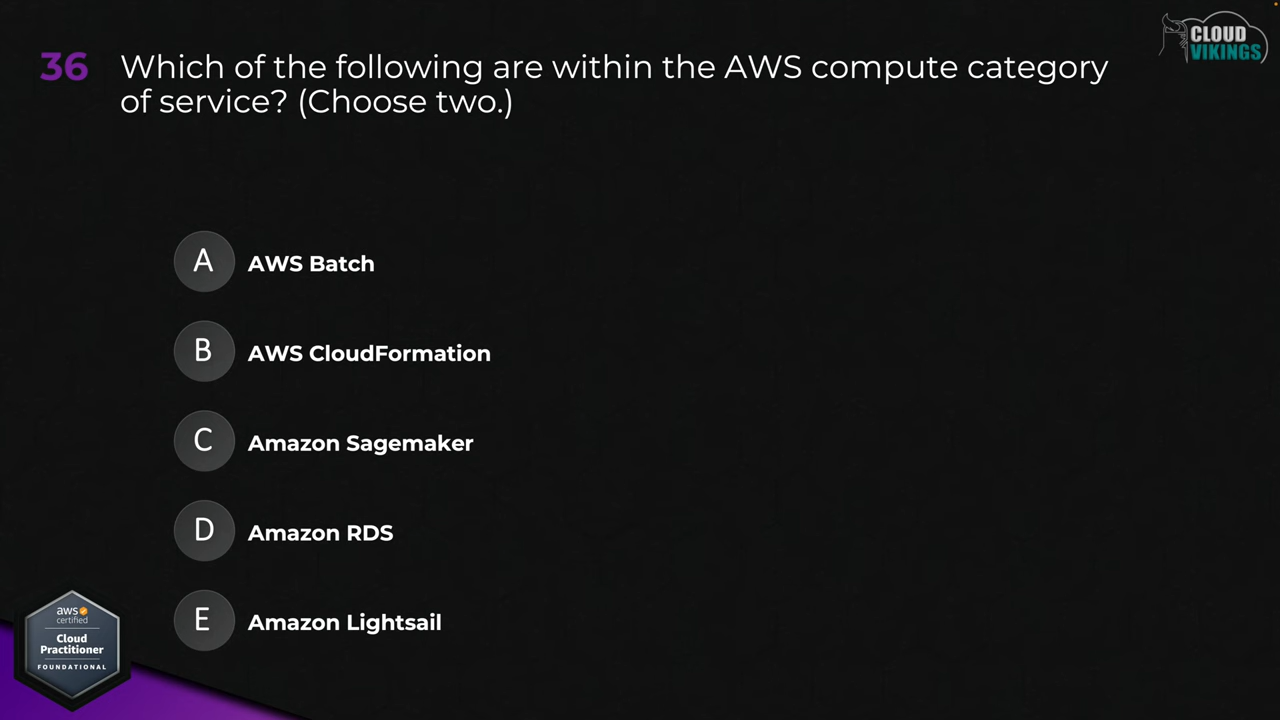 CLOUD
VIKINGS
36 Which of the following are within the AWS compute category
of service? (Choose two.)
A AWS Batch
B AWS CloudFormation
C Amazon Sagemaker
D Amazon RDS
E Amazon Lightsail
aws
certified
Cloud
Practitioner
FOUNDATIONAL